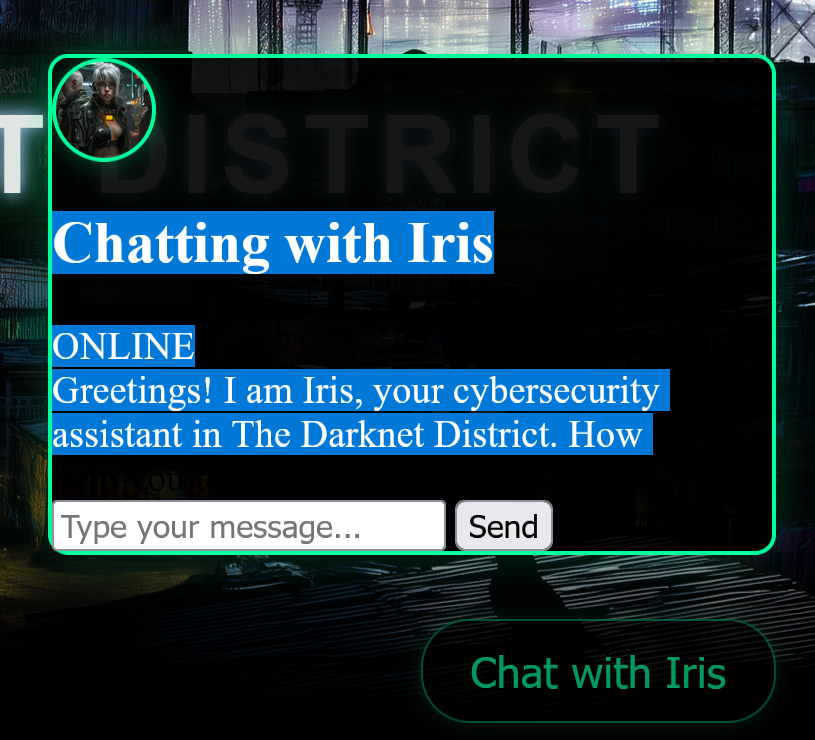 T DISTRICT
Chatting with Iris
ONLINE
Greetings! I am Iris, your cybersecurity
assistant in The Darknet District. How
Type your message...
Send
Chat with Iris